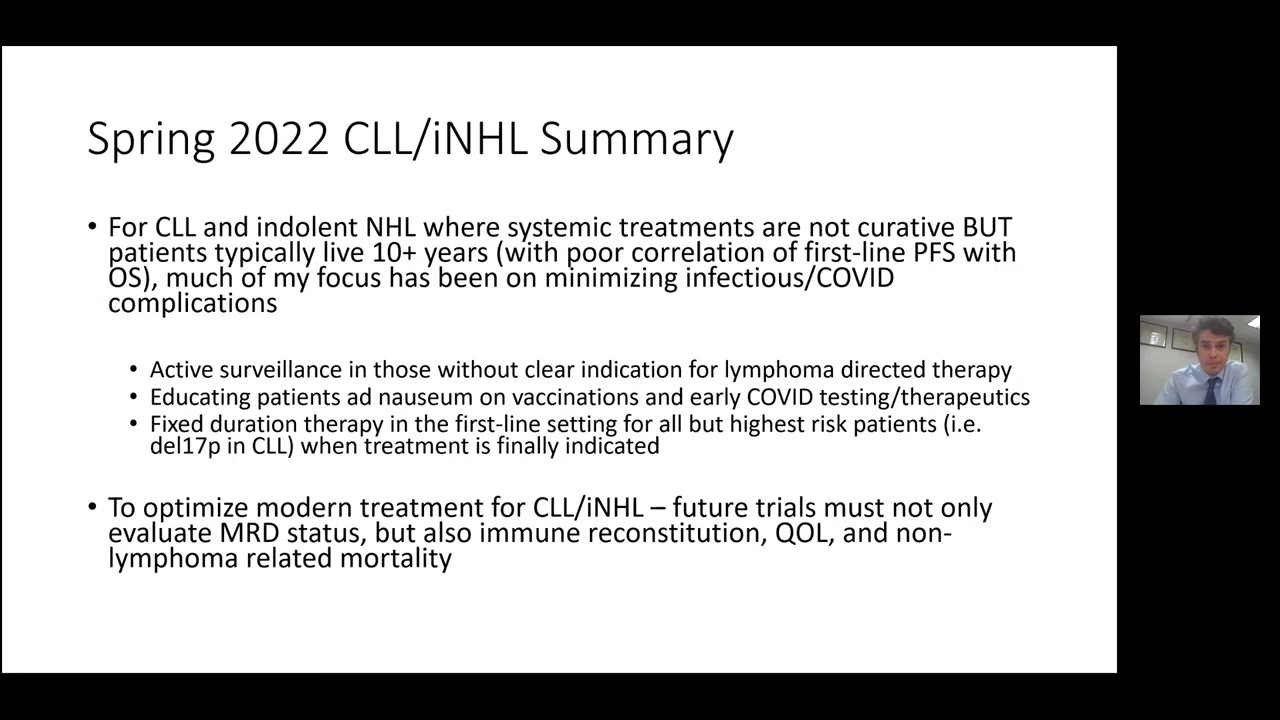 Spring 2022 CLL/iNHL Summary
• For CLL and indolent NHL where systemic treatments are not curative BUT
patients typically live 10+ years (with poor correlation of first-line PFS with
OS), much of my focus has been on minimizing infectious/COVID
complications
• Active surveillance in those without clear indication for lymphoma directed therapy
• Educating patients ad nauseum on vaccinations and early COVID testing/therapeutics
• Fixed duration therapy in the first-line setting for all but highest risk patients (i.e.
del17p in CLL) when treatment is finally indicated
• To optimize modern treatment for CLL/iNHL – future trials must not only
evaluate MRD status, but also immune reconstitution, QOL, and non-
lymphoma related mortality